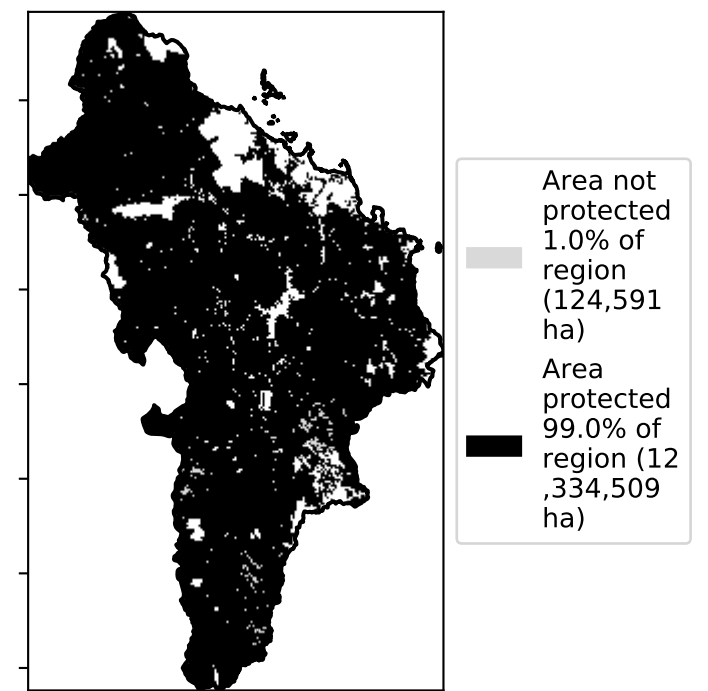 Area not
protected
1.0% of
region
(124,591
ha)
Area
protected
99.0% of
region (12
,334,509
ha)